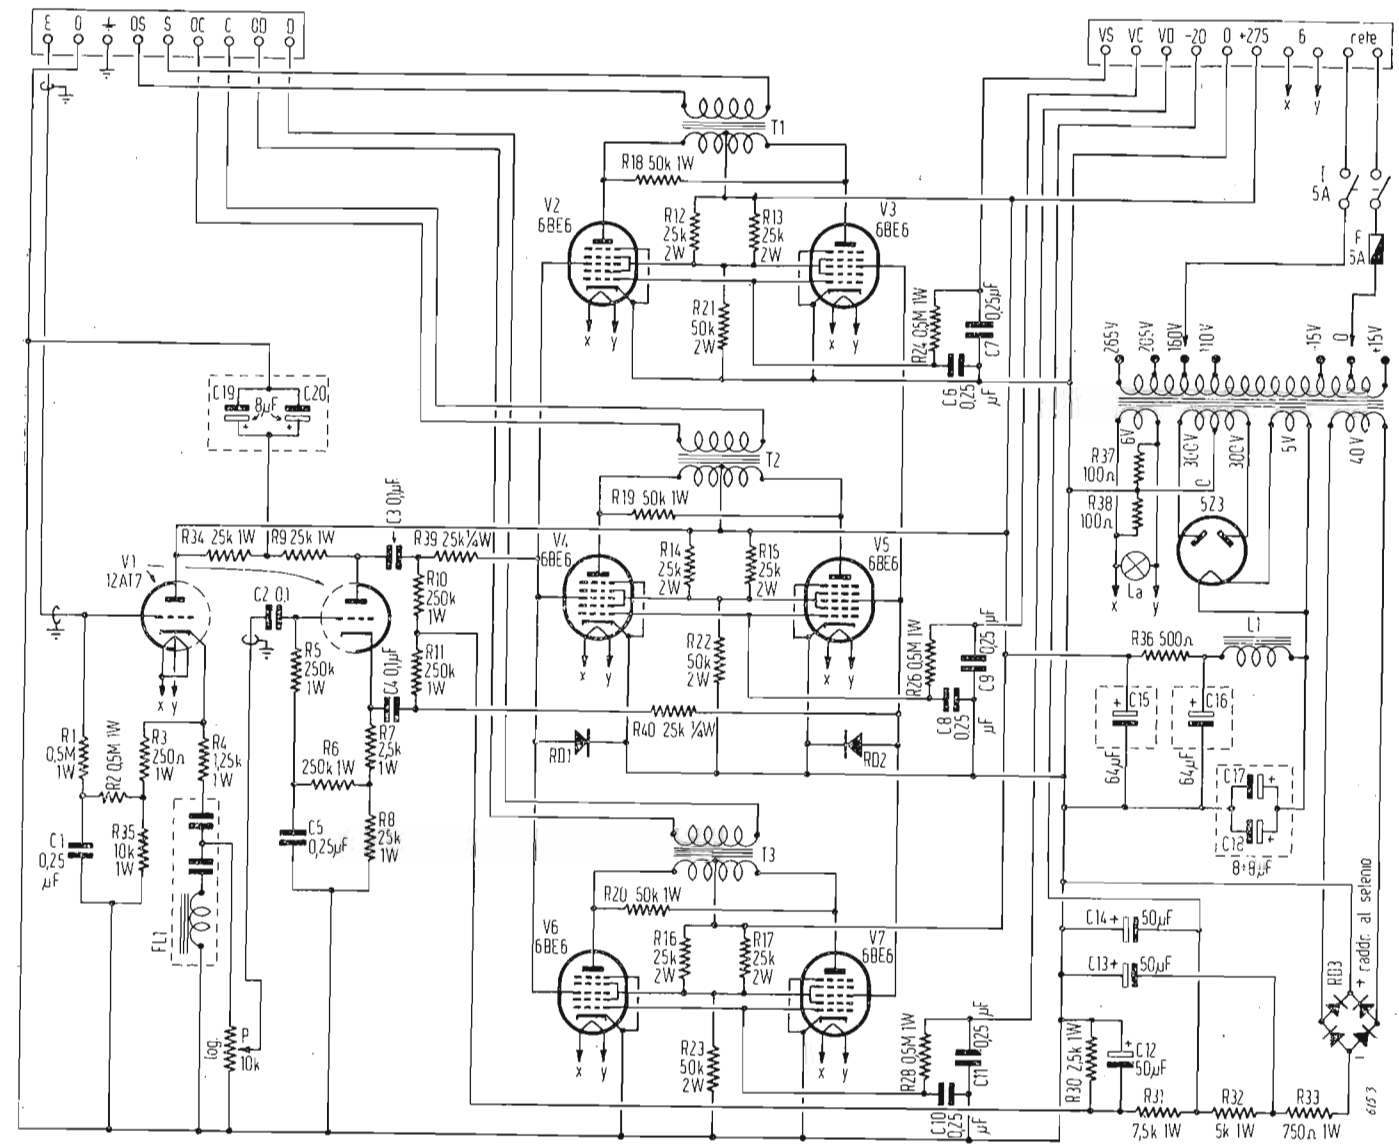 E 0 OS S OC C OD D
VS VC VD -20 0 +275 6 rete
x y
I
5A
F
5A
T1
R18 50k 1W
V2
6BE6
R12
25k
2W
R13
25k
2W
V3
6BE6
R21
50k
2W
x y
x y
R24 0,5M 1W
0,25µF
C7
C6
0,25
µF
265V 205V 160V 110V -15V 0 +15V
6V 300V 0 300V 5V 40V
R37
100Ω
R38
100Ω
5Z3
La
x y
C19 8µF C20
T2
R19 50k 1W
C3 0,1µF
R34 25k 1W R9 25k 1W
R39 25k ¼W
V4
6BE6
R14
25k
2W
R15
25k
2W
V5
6BE6
V1
12AT7
C2 0,1
R10
250k
1W
R5
250k
1W
R11
250k
1W
C4 0,1µF
R22
50k
2W
x y
x y
x y
R26 0,5M 1W
0,25 µF
C9
C8
0,25
µF
R36 500Ω
L1
C15
64µF
C16
64µF
C17
C18
8+8µF
R40 25k ¼W
R1
0,5M
1W
R2 0,5M 1W
R3
250Ω
1W
R4
1,25k
1W
R6
250k 1W
R7
2,5k
1W
RD1
RD2
C1
0,25
µF
R35
10k
1W
C5
0,25µF
R8
25k
1W
T3
R20 50k 1W
FL1
V6
6BE6
R16
25k
2W
R17
25k
2W
V7
6BE6
R23
50k
2W
x y
x y
log.
P
10k
R28 0,5M 1W
0,25 µF
C11
C10
0,25
µF
C14 + 50µF
C13 + 50µF
R30 2,5k 1W
C12
50µF
R31
7,5k 1W
R32
5k 1W
R33
750Ω 1W
RD3
+ raddr. al selenio
6153